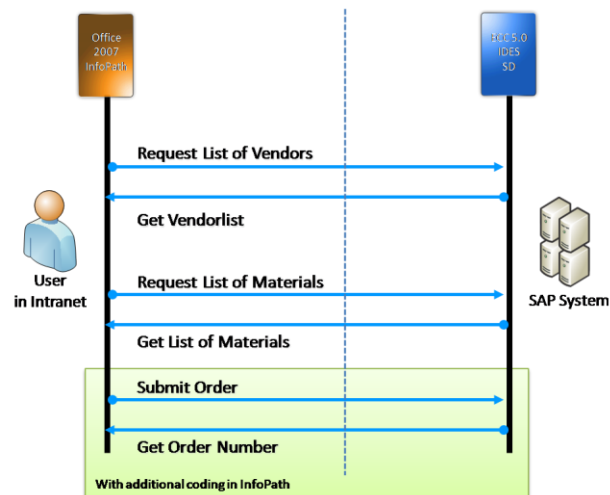 Office
2007
InfoPath
ECC 5.0
IDES
SD
Request List of Vendors
Get Vendorlist
User
in Intranet
Request List of Materials
SAP System
Get List of Materials
Submit Order
Get Order Number
With additional coding in InfoPath